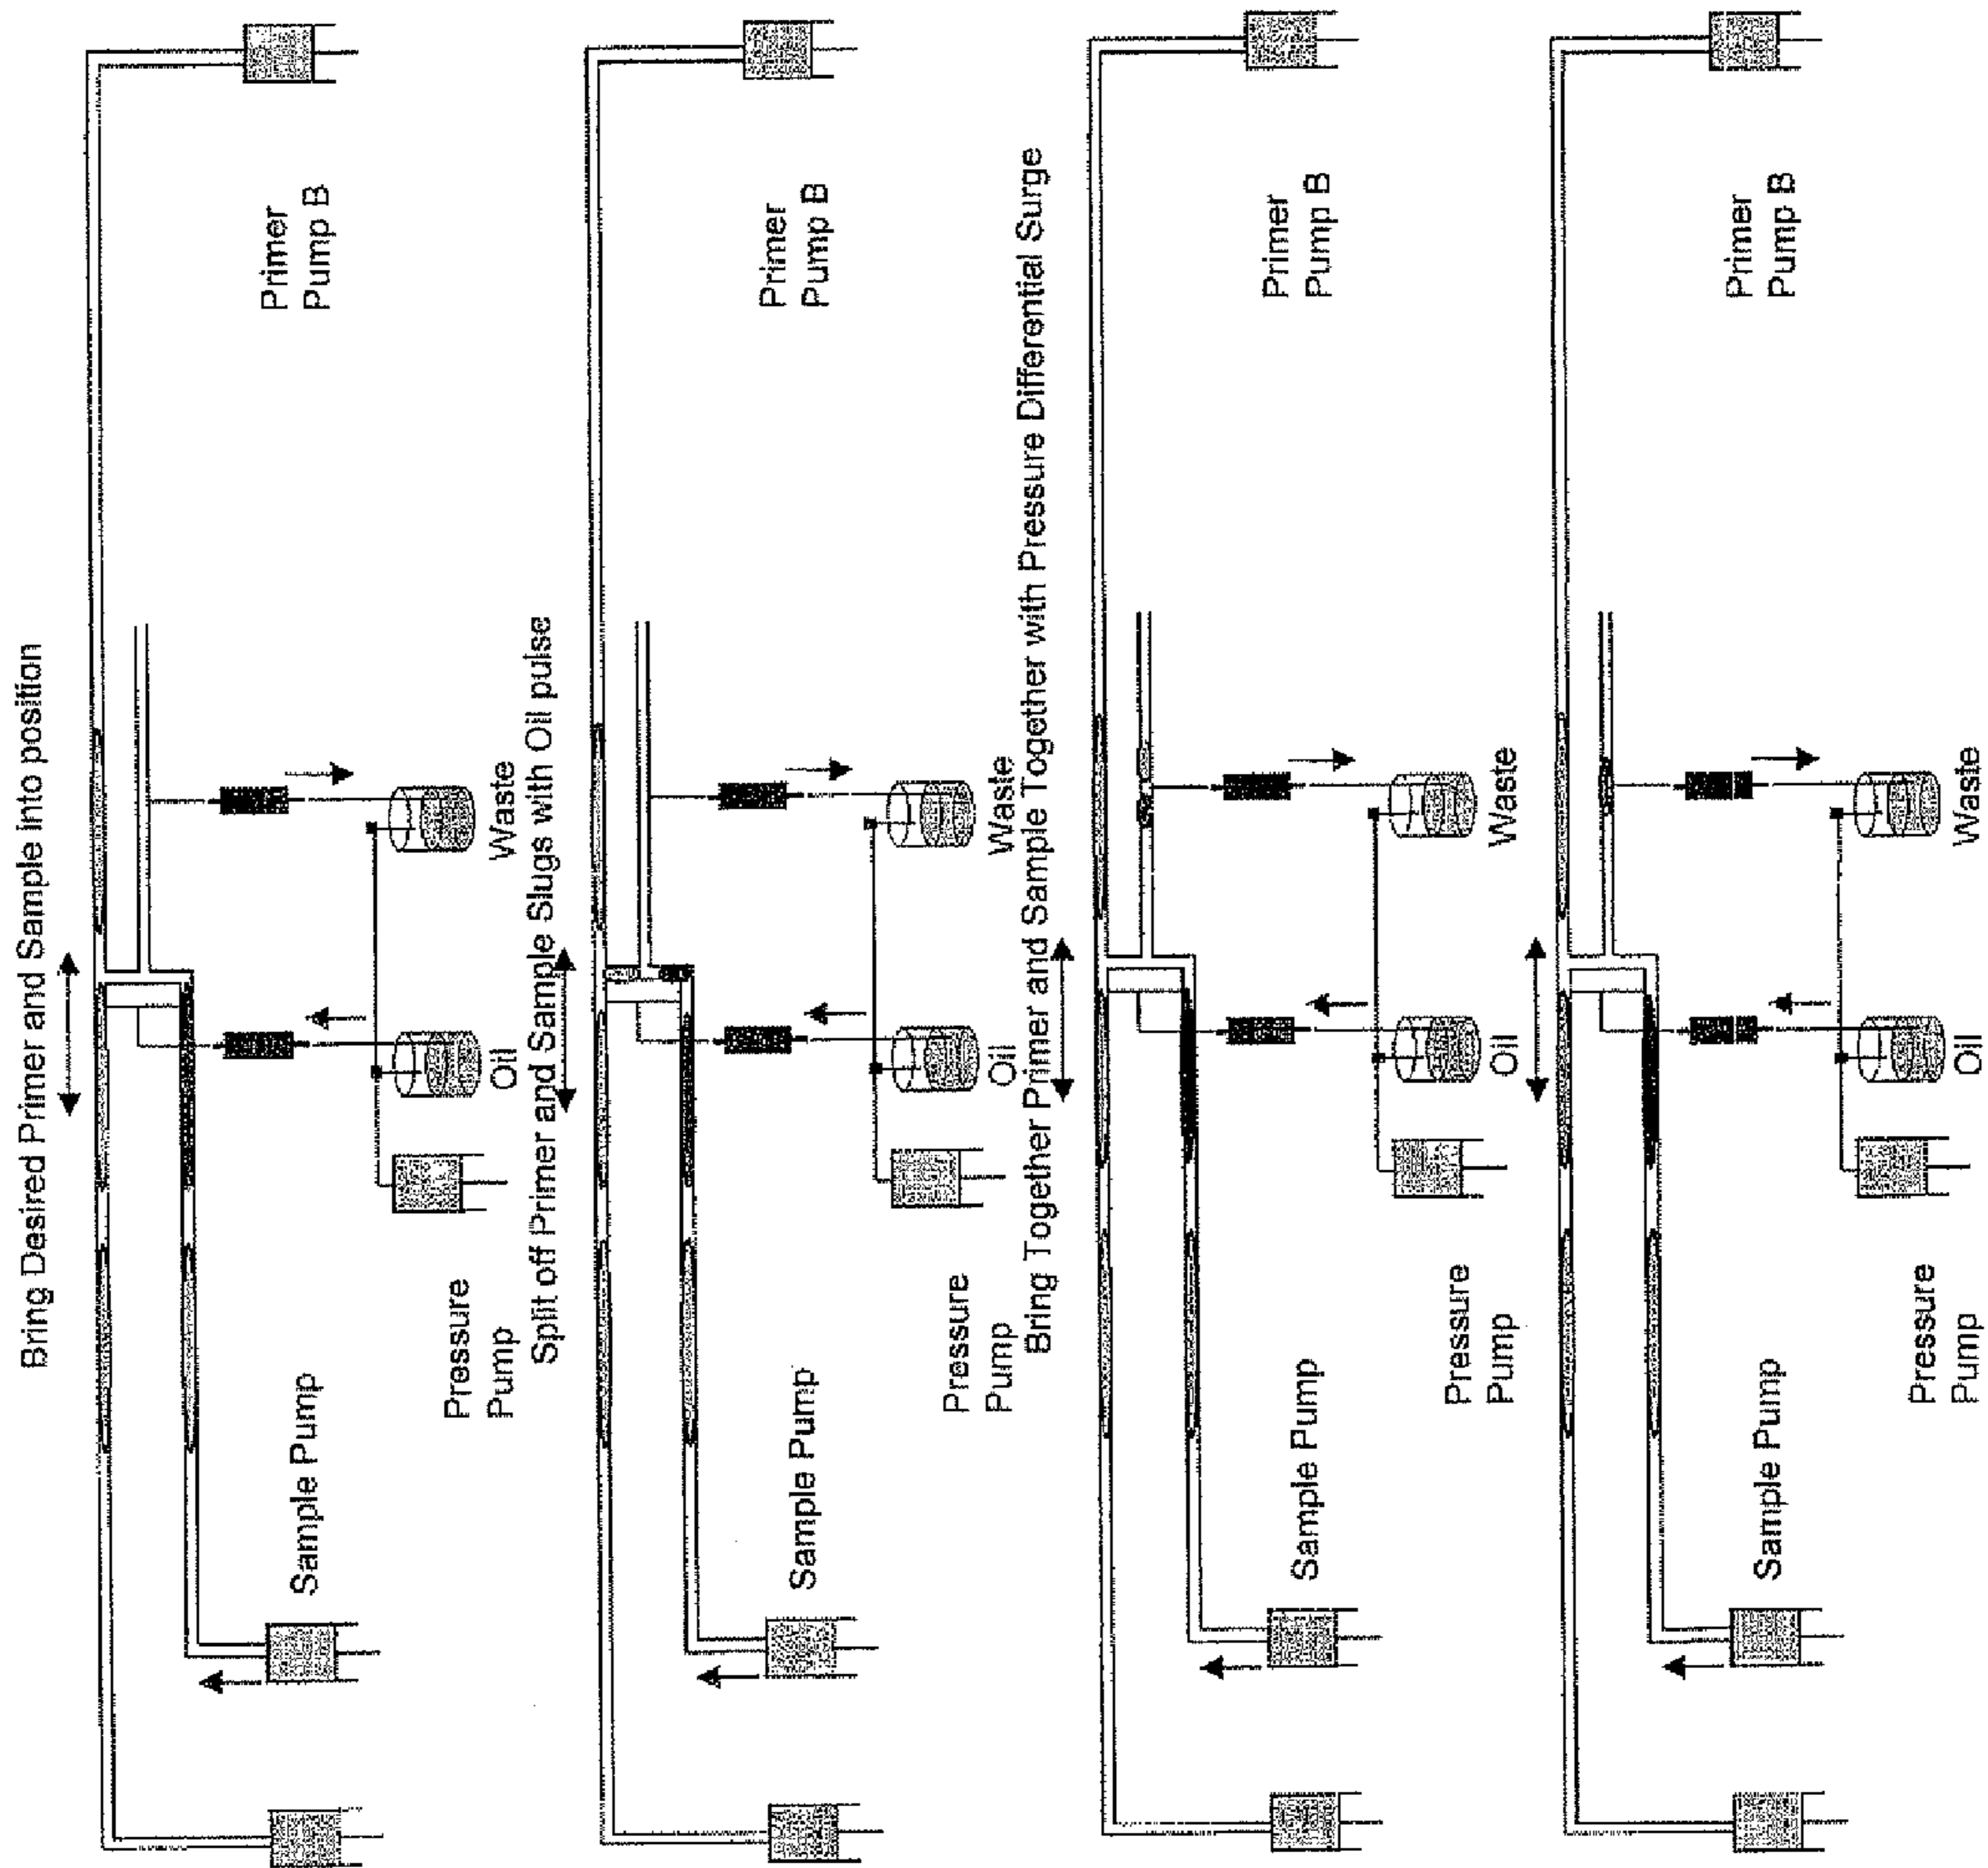 Bring Desired Primer and Sample into position
Primer
Pump B
Waste
Oil
Pressure
Pump
Sample Pump
Split off Primer and Sample Slugs with Oil pulse
Primer
Pump B
Waste
Oil
Pressure
Pump
Sample Pump
Bring Together Primer and Sample Together with Pressure Differential Surge
Primer
Pump B
Waste
Oil
Pressure
Pump
Sample Pump
Primer
Pump B
Waste
Oil
Pressure
Pump
Sample Pump